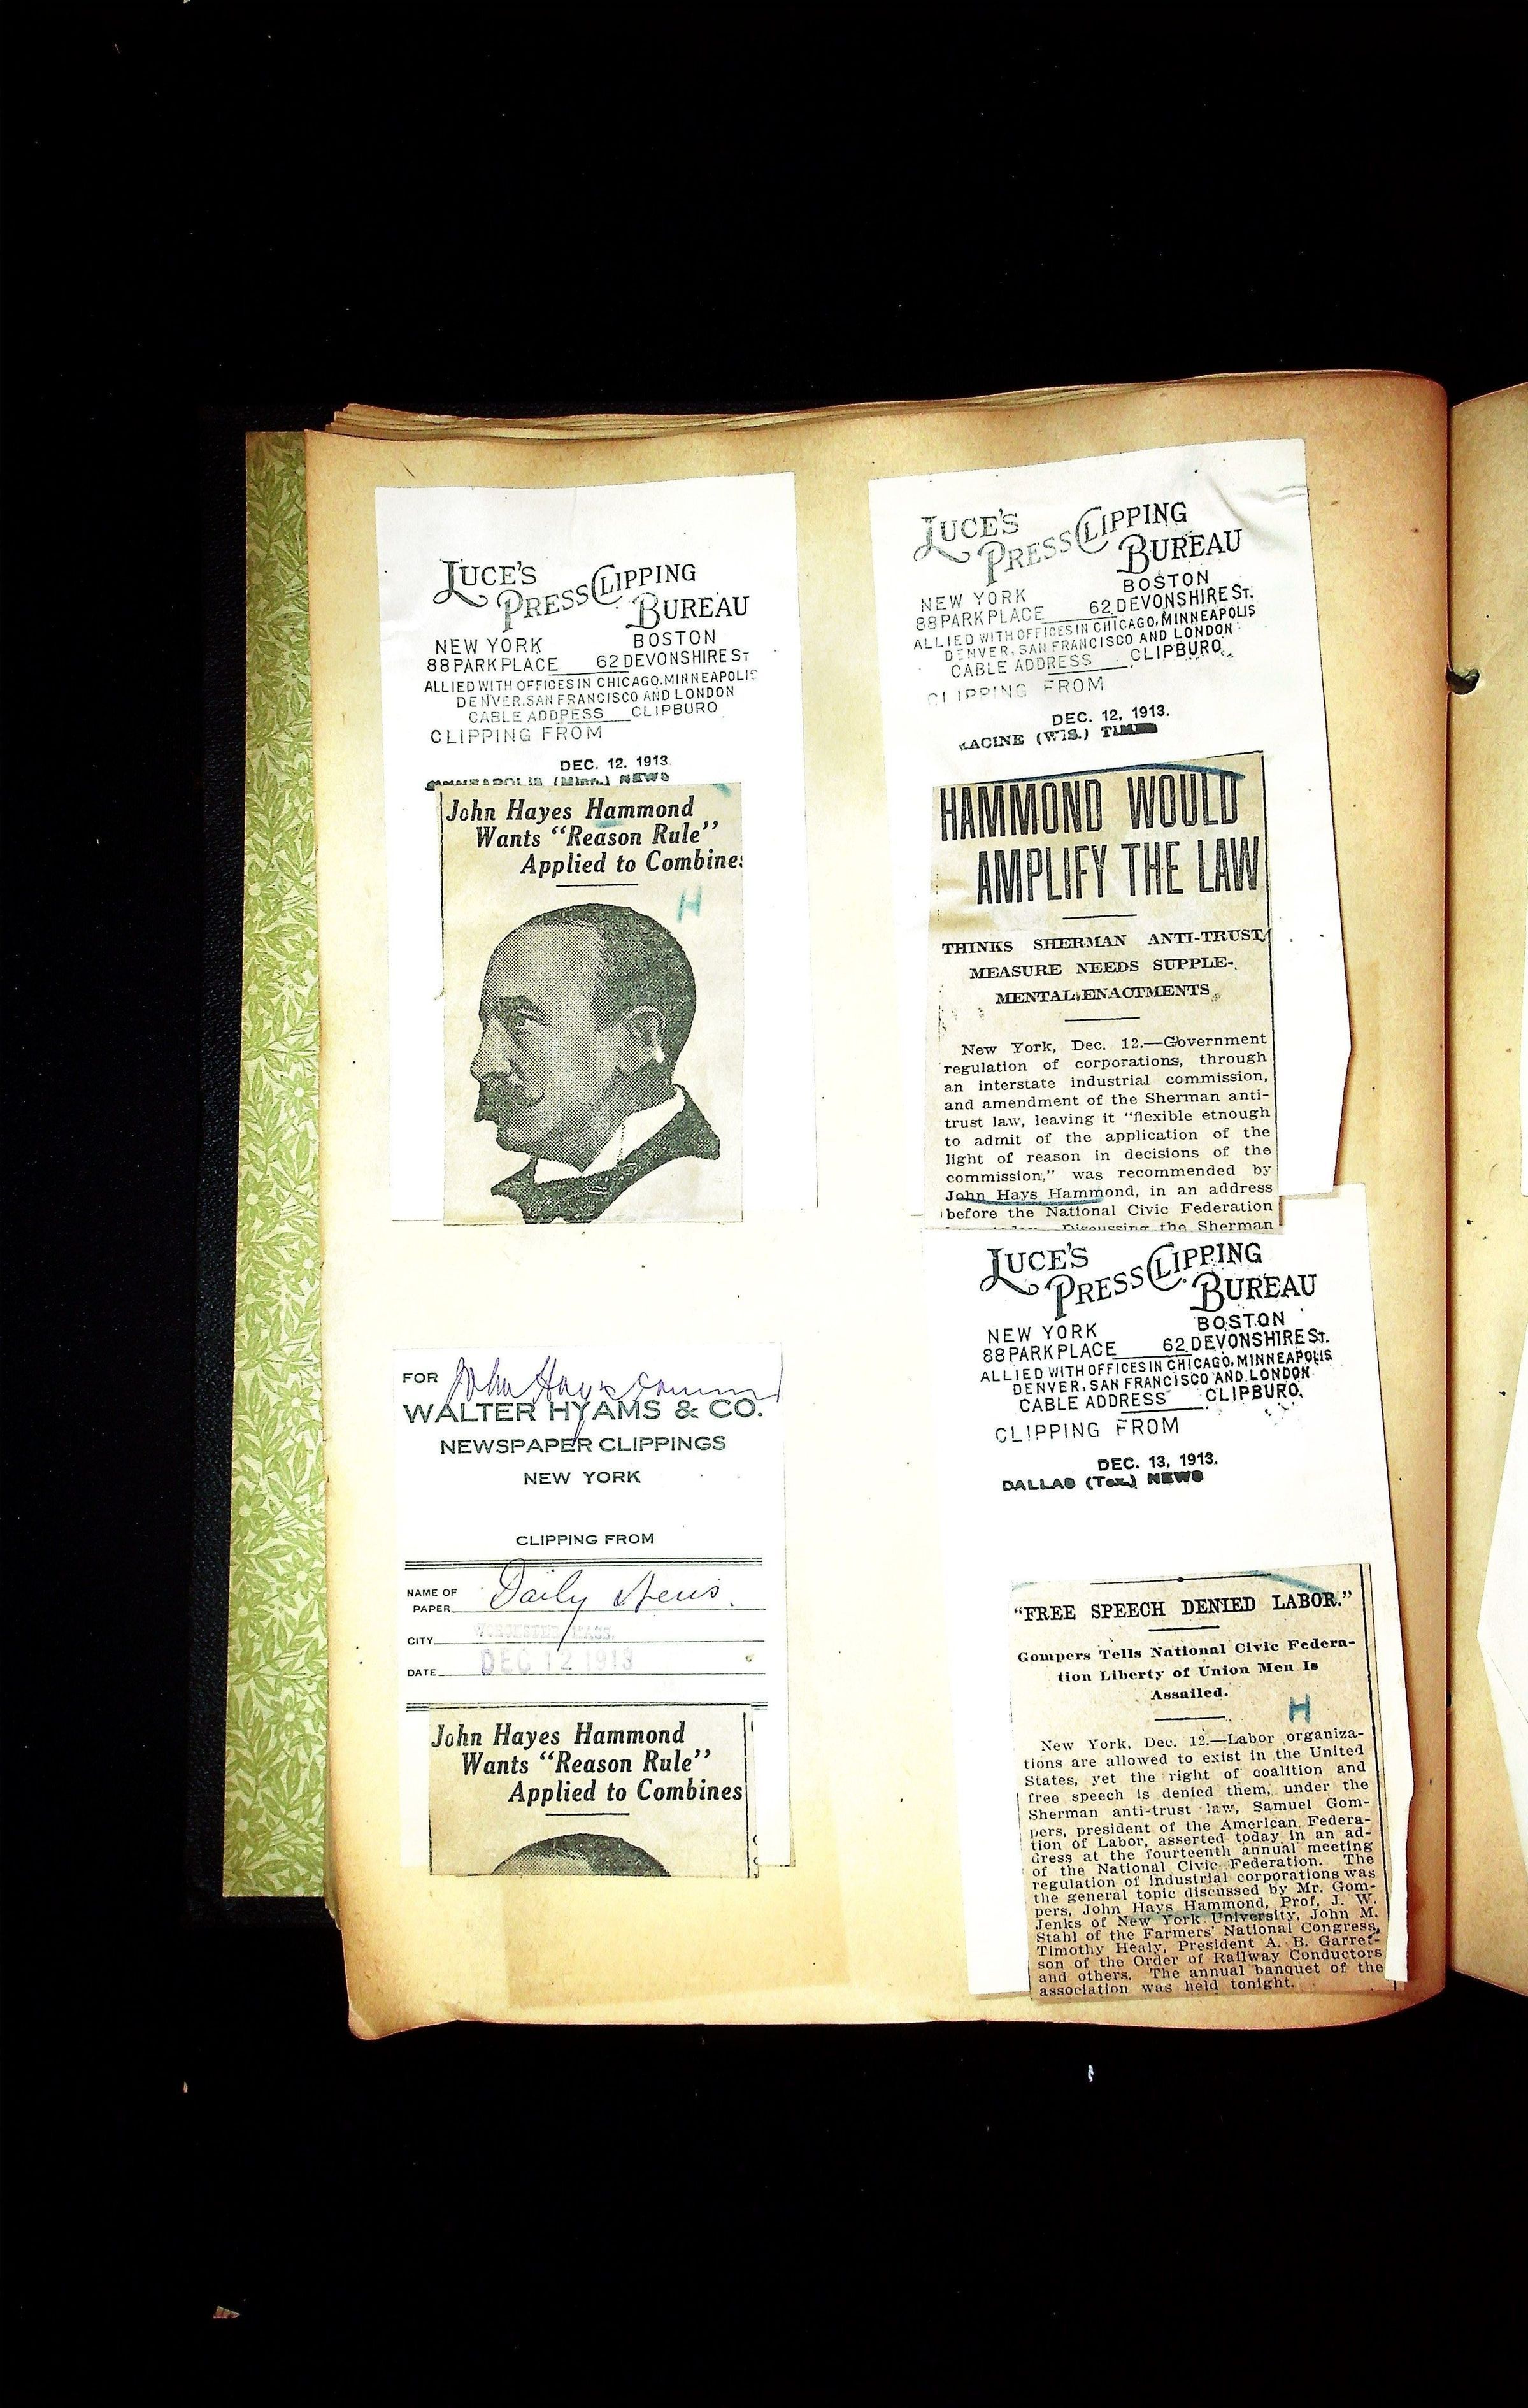 LUCE'S
PRESS CLIPPING
BUREAU
NEW YORK BOSTON
88 PARK PLACE 62 DEVONSHIRE ST
ALLIED WITH OFFICES IN CHICAGO, MINNEAPOLIS
DENVER, SAN FRANCISCO AND LONDON
CABLE ADDRESS CLIPBURO
CLIPPING FROM
DEC. 12, 1913.
MINNEAPOLIS (Minn.) NEWS
John Hayes Hammond
Wants “Reason Rule”
Applied to Combines
H
FOR John Hays
WALTER HYAMS & CO.
NEWSPAPER CLIPPINGS
NEW YORK
CLIPPING FROM
NAME OF
PAPER Daily News.
CITY WORCESTER, MASS.
DATE DEC 12 1913
John Hayes Hammond
Wants “Reason Rule”
Applied to Combines
LUCE'S
PRESS CLIPPING
BUREAU
NEW YORK BOSTON
88 PARK PLACE 62 DEVONSHIRE ST.
ALLIED WITH OFFICES IN CHICAGO, MINNEAPOLIS
DENVER, SAN FRANCISCO AND LONDON
CABLE ADDRESS CLIPBURO
CLIPPING FROM
DEC. 12, 1913.
RACINE (WIS.) TIMES
HAMMOND WOULD
AMPLIFY THE LAW
THINKS SHERMAN ANTI-TRUST
MEASURE NEEDS SUPPLE-
MENTAL ENACTMENTS
New York, Dec. 12.—Government
regulation of corporations, through
an interstate industrial commission,
and amendment of the Sherman anti-
trust law, leaving it “flexible etnough
to admit of the application of the
light of reason in decisions of the
commission,” was recommended by
John Hays Hammond, in an address
before the National Civic Federation
Discussing the Sherman
LUCE'S
PRESS CLIPPING
BUREAU
NEW YORK BOSTON
88 PARK PLACE 62 DEVONSHIRE ST.
ALLIED WITH OFFICES IN CHICAGO, MINNEAPOLIS
DENVER, SAN FRANCISCO AND LONDON
CABLE ADDRESS CLIPBURO
CLIPPING FROM
DEC. 13, 1913.
DALLAS (Tex.) NEWS
“FREE SPEECH DENIED LABOR.”
Gompers Tells National Civic Federa-
tion Liberty of Union Men Is
Assailed.
H
New York, Dec. 12.—Labor organiza-
tions are allowed to exist in the United
States, yet the right of coalition and
free speech is denied them, under the
Sherman anti-trust law, Samuel Gom-
pers, president of the American Federa-
tion of Labor, asserted today in an ad-
dress at the fourteenth annual meeting
of the National Civic Federation. The
regulation of industrial corporations was
the general topic discussed by Mr. Gom-
pers, John Hays Hammond, Prof. J. W.
Jenks of New York University, John M.
Stahl of the Farmers' National Congress,
Timothy Healy, President A. B. Garret-
son of the Order of Railway Conductors
and others. The annual banquet of the
association was held tonight.